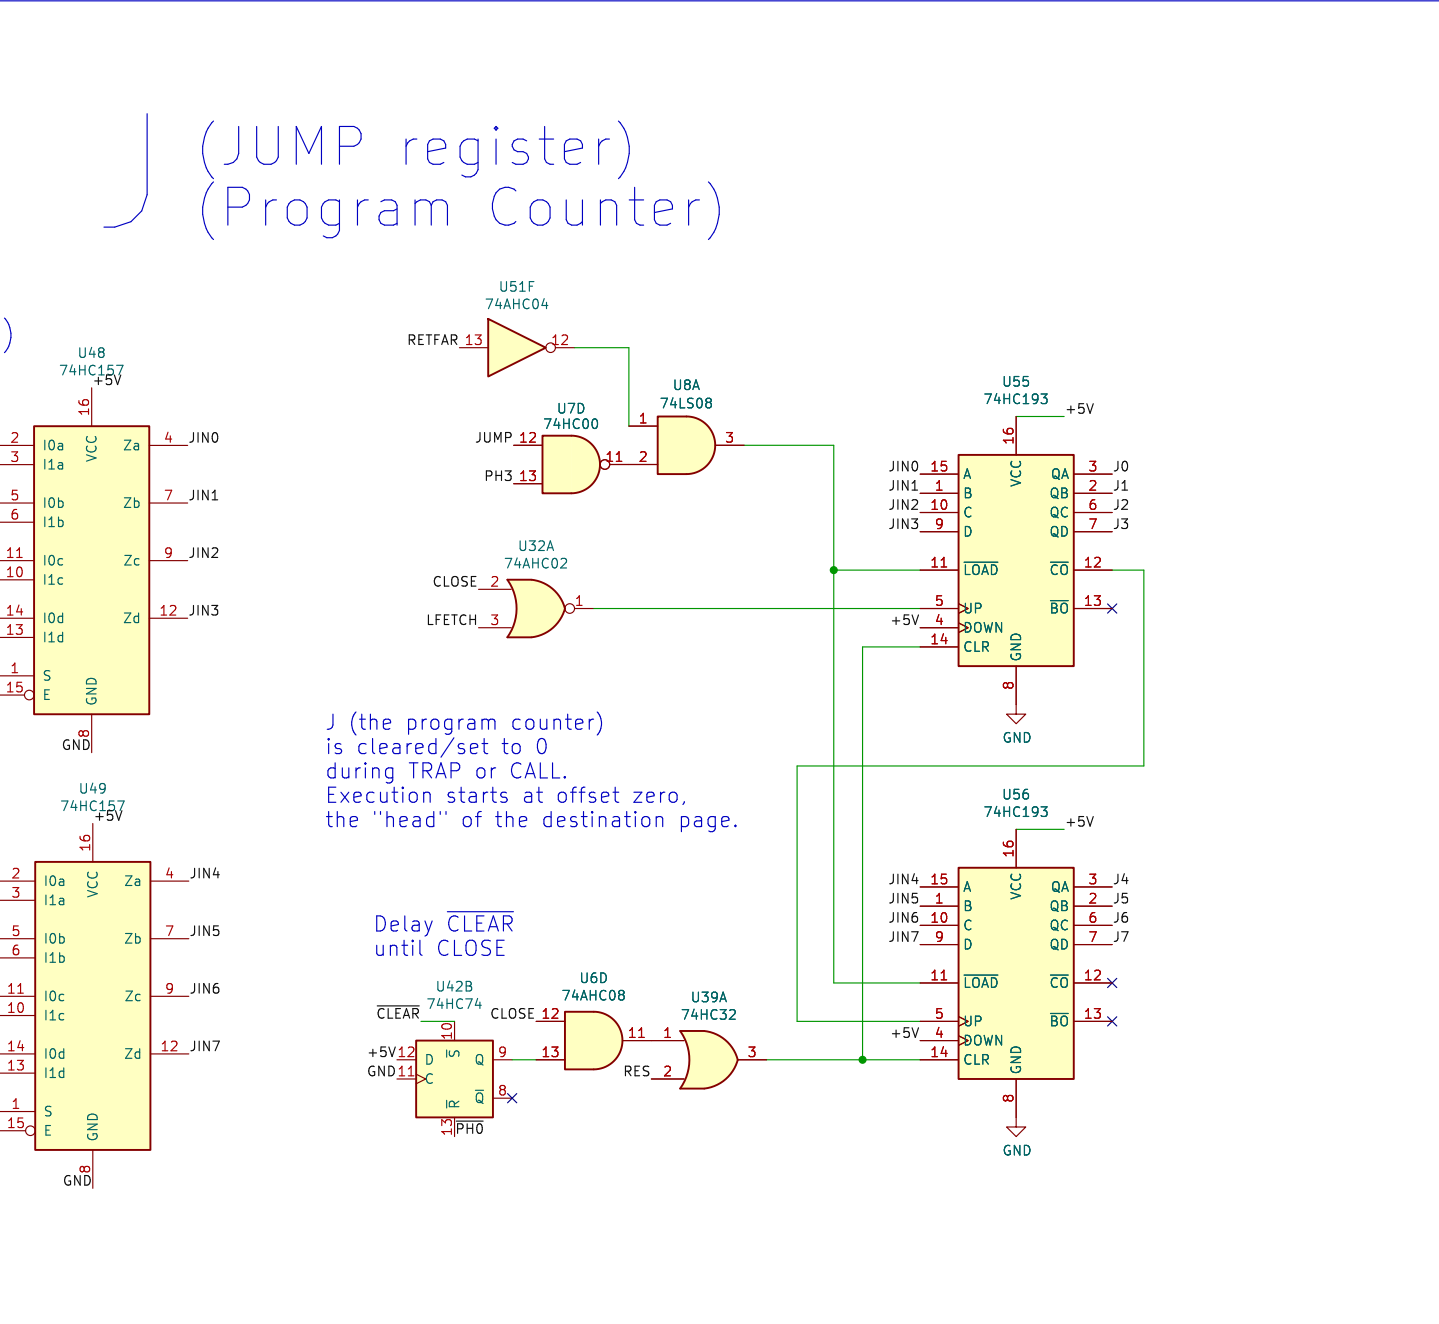 J (JUMP register)
(Program Counter)
)
U48
74HC157
+5V
16
VCC
2 I0a Za 4 JIN0
3 I1a
5 I0b Zb 7 JIN1
6 I1b
11 I0c Zc 9 JIN2
10 I1c
14 I0d Zd 12 JIN3
13 I1d
1 S
15 E
GND
8
GND
U49
74HC157
+5V
16
VCC
2 I0a Za 4 JIN4
3 I1a
5 I0b Zb 7 JIN5
6 I1b
11 I0c Zc 9 JIN6
10 I1c
14 I0d Zd 12 JIN7
13 I1d
1 S
15 E
GND
8
GND
U51F
74AHC04
RETFAR 13 12
U7D
74HC00
JUMP 12
11
PH3 13
U8A
74LS08
1
3
2
U32A
74AHC02
CLOSE 2
1
LFETCH 3
J (the program counter)
is cleared/set to 0
during TRAP or CALL.
Execution starts at offset zero,
the "head" of the destination page.
Delay CLEAR
until CLOSE
U42B
74HC74
CLEAR
10
S
+5V 12 D Q 9
GND 11 C
Q 8
R
13
PH0
U6D
74AHC08
CLOSE 12
11
13
U39A
74HC32
1
3
RES 2
U55
74HC193
+5V
16
VCC
JIN0 15 A QA 3 J0
JIN1 1 B QB 2 J1
JIN2 10 C QC 6 J2
JIN3 9 D QD 7 J3
11 LOAD CO 12
5 UP BO 13
+5V 4 DOWN
14 CLR
GND
8
GND
U56
74HC193
+5V
16
VCC
JIN4 15 A QA 3 J4
JIN5 1 B QB 2 J5
JIN6 10 C QC 6 J6
JIN7 9 D QD 7 J7
11 LOAD CO 12
5 UP BO 13
+5V 4 DOWN
14 CLR
GND
8
GND